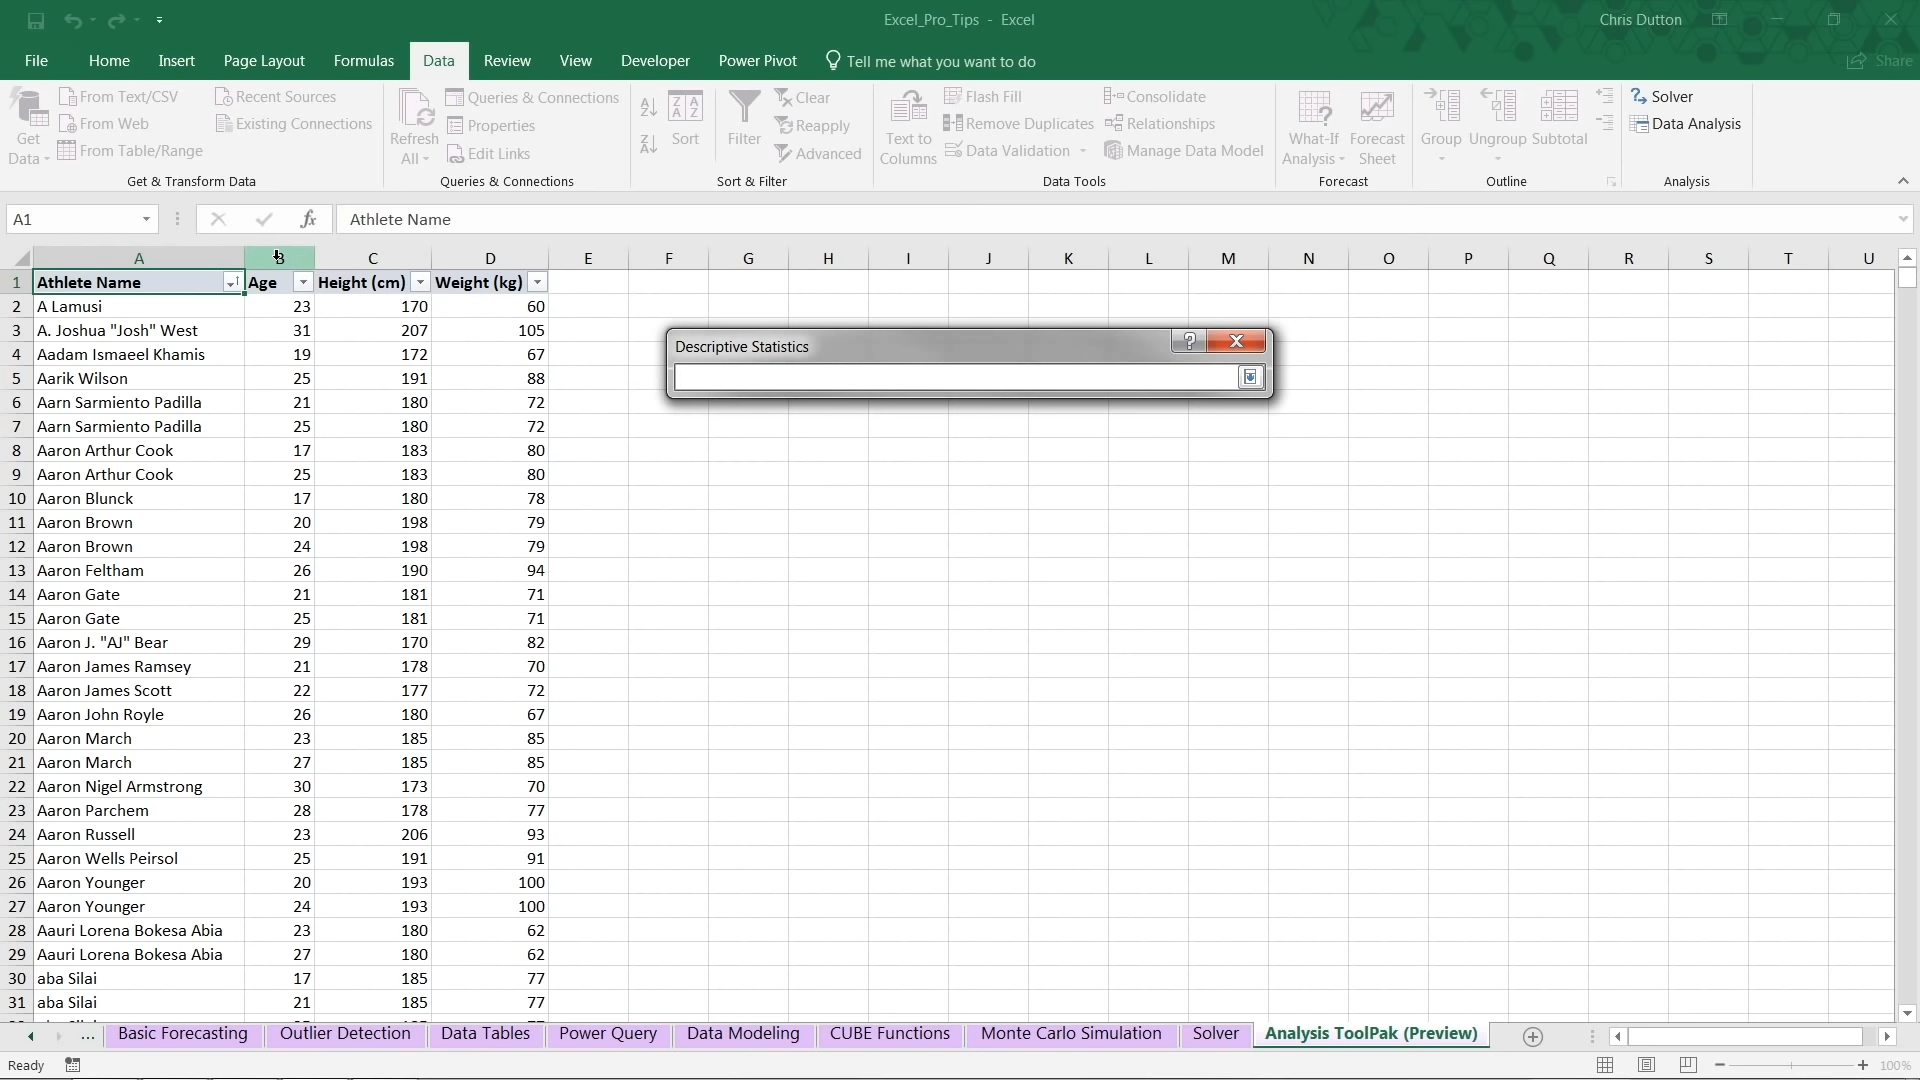 Excel_Pro_Tips - Excel
Chris Dutton
File Home Insert Page Layout Formulas Data Review View Developer Power Pivot Tell me what you want to do Share
Get Data
From Text/CSV
From Web
From Table/Range
Recent Sources
Existing Connections
Get & Transform Data
Refresh All
Queries & Connections
Properties
Edit Links
Queries & Connections
Sort
Filter
Clear
Reapply
Advanced
Sort & Filter
Text to Columns
Flash Fill
Remove Duplicates
Data Validation
Consolidate
Relationships
Manage Data Model
Data Tools
What-If Analysis
Forecast Sheet
Forecast
Group
Ungroup
Subtotal
Outline
Solver
Data Analysis
Analysis
A1 fx Athlete Name
A B C D E F G H I J K L M N O P Q R S T U
1 Athlete Name Age Height (cm) Weight (kg)
2 A Lamusi 23 170 60
3 A. Joshua "Josh" West 31 207 105
4 Aadam Ismaeel Khamis 19 172 67
5 Aarik Wilson 25 191 88
6 Aarn Sarmiento Padilla 21 180 72
7 Aarn Sarmiento Padilla 25 180 72
8 Aaron Arthur Cook 17 183 80
9 Aaron Arthur Cook 25 183 80
10 Aaron Blunck 17 180 78
11 Aaron Brown 20 198 79
12 Aaron Brown 24 198 79
13 Aaron Feltham 26 190 94
14 Aaron Gate 21 181 71
15 Aaron Gate 25 181 71
16 Aaron J. "AJ" Bear 29 170 82
17 Aaron James Ramsey 21 178 70
18 Aaron James Scott 22 177 72
19 Aaron John Royle 26 180 67
20 Aaron March 23 185 85
21 Aaron March 27 185 85
22 Aaron Nigel Armstrong 30 173 70
23 Aaron Parchem 28 178 77
24 Aaron Russell 23 206 93
25 Aaron Wells Peirsol 25 191 91
26 Aaron Younger 20 193 100
27 Aaron Younger 24 193 100
28 Aauri Lorena Bokesa Abia 23 180 62
29 Aauri Lorena Bokesa Abia 27 180 62
30 aba Silai 17 185 77
31 aba Silai 21 185 77
Descriptive Statistics
... Basic Forecasting Outlier Detection Data Tables Power Query Data Modeling CUBE Functions Monte Carlo Simulation Solver Analysis ToolPak (Preview)
Ready 100%